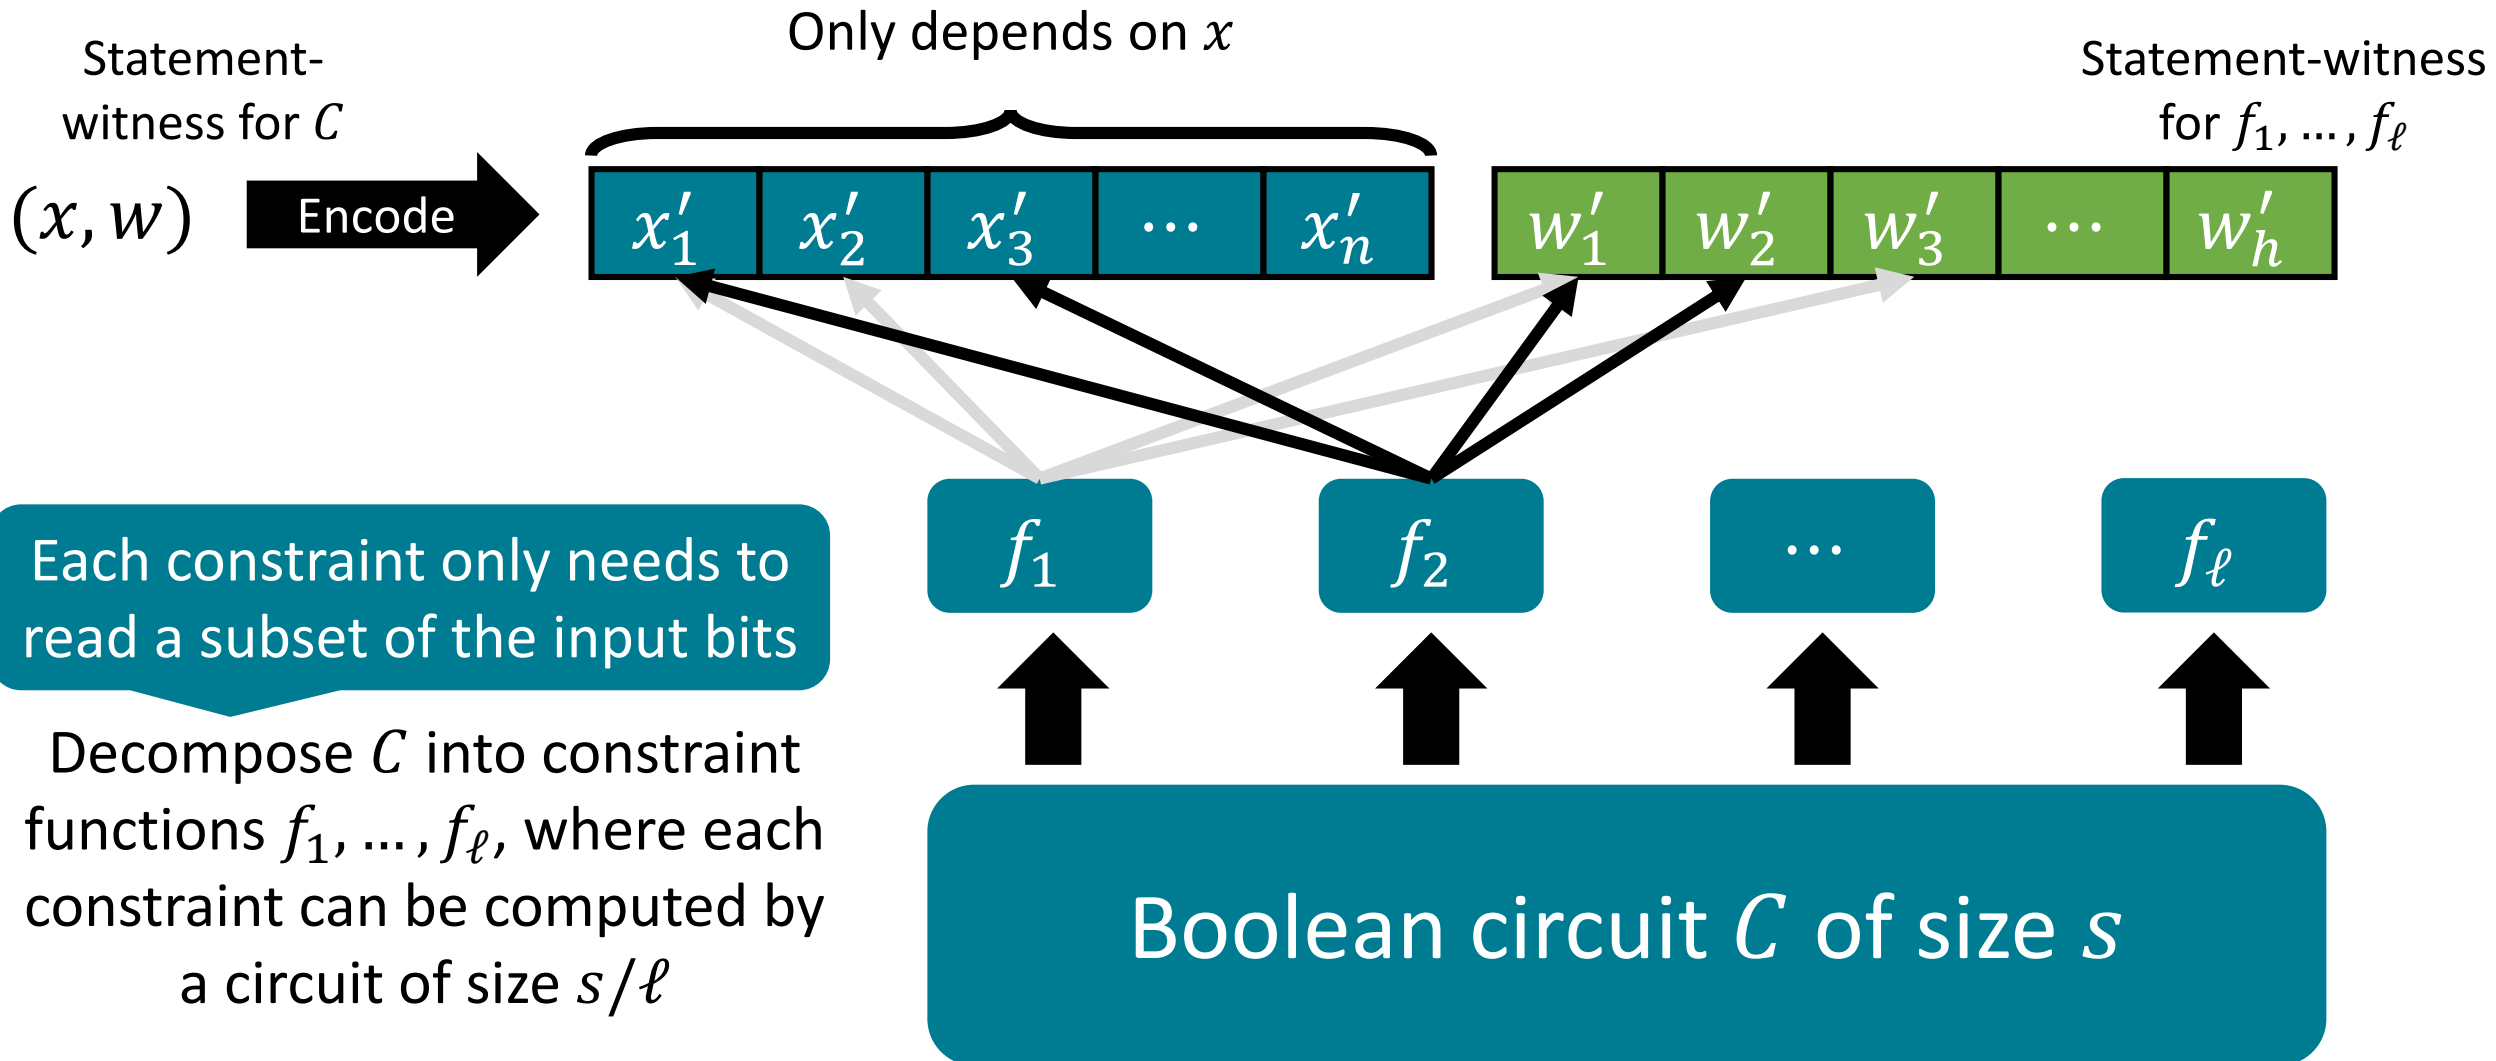 Statement-
witness for C
(x, w)
Encode
Only depends on x
Statement-witness
for f₁, … , f_ℓ
x′₁ x′₂ x′₃ ⋯ x′ₙ w′₁ w′₂ w′₃ ⋯ w′ₕ
f₁ f₂ ⋯ f_ℓ
Each constraint only needs to
read a subset of the input bits
Decompose C into constraint
functions f₁, … , f_ℓ, where each
constraint can be computed by
a circuit of size s/ℓ
Boolean circuit C of size s